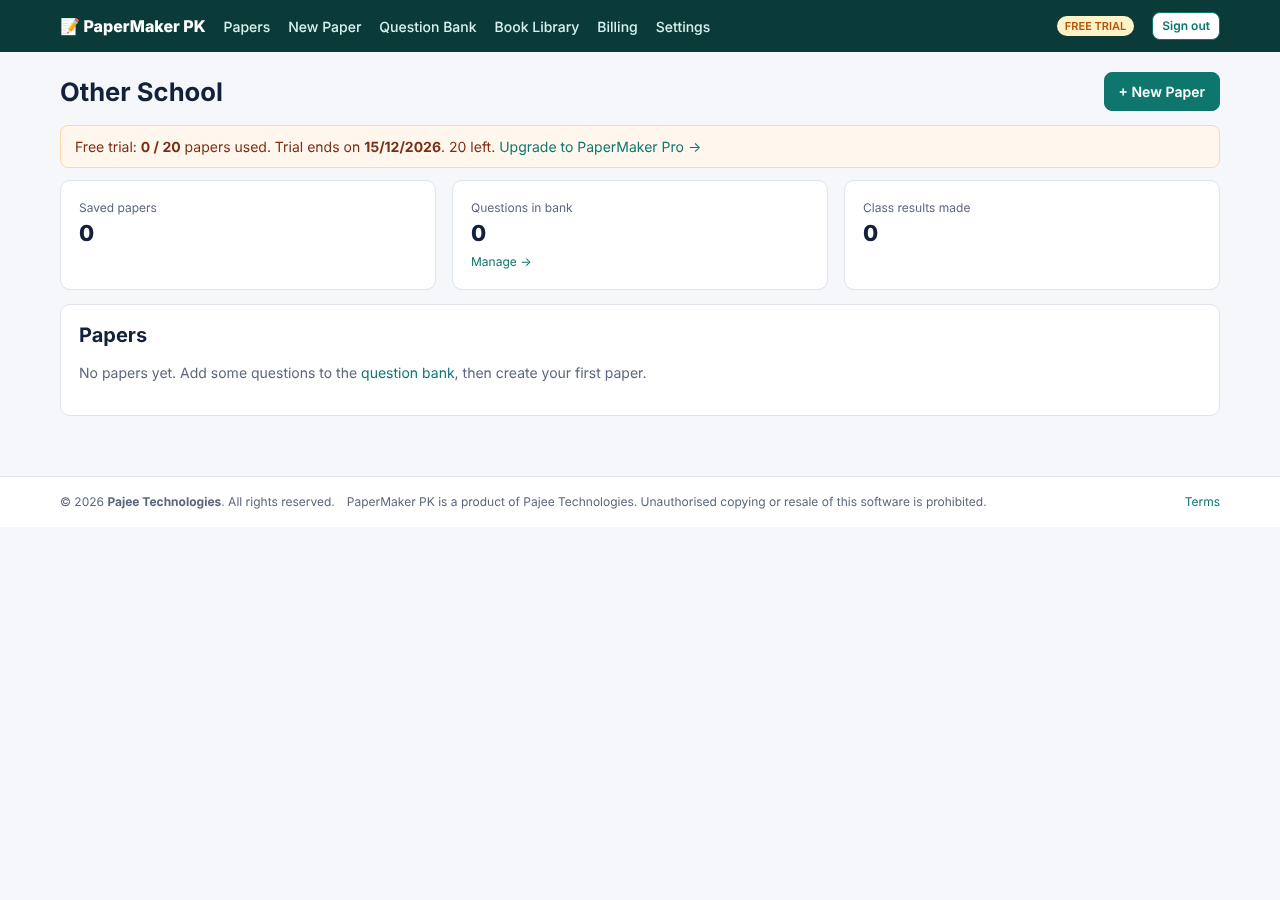 📝 PaperMaker PK Papers New Paper Question Bank Book Library Billing Settings FREE TRIAL Sign out
Other School
+ New Paper
Free trial: 0 / 20 papers used. Trial ends on 15/12/2026. 20 left. Upgrade to PaperMaker Pro →
Saved papers
0
Questions in bank
0
Manage →
Class results made
0
Papers
No papers yet. Add some questions to the question bank, then create your first paper.
© 2026 Pajee Technologies. All rights reserved. PaperMaker PK is a product of Pajee Technologies. Unauthorised copying or resale of this software is prohibited. Terms